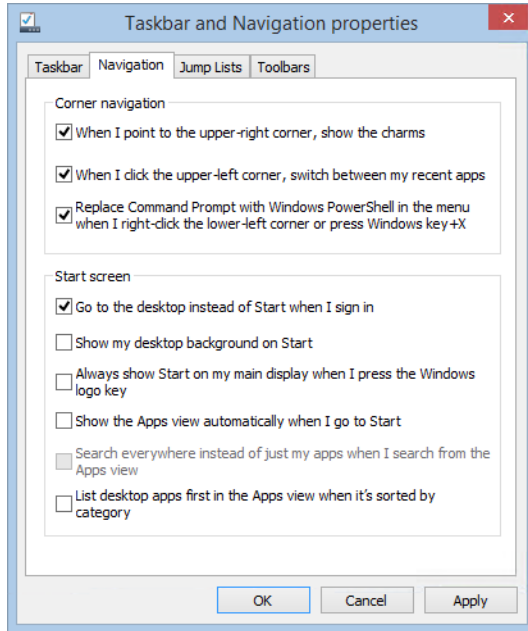 Taskbar and Navigation properties
Taskbar Navigation Jump Lists Toolbars
Corner navigation
When I point to the upper-right corner, show the charms
When I click the upper-left corner, switch between my recent apps
Replace Command Prompt with Windows PowerShell in the menu
when I right-click the lower-left corner or press Windows key+X
Start screen
Go to the desktop instead of Start when I sign in
Show my desktop background on Start
Always show Start on my main display when I press the Windows
logo key
Show the Apps view automatically when I go to Start
Search everywhere instead of just my apps when I search from the
Apps view
List desktop apps first in the Apps view when it's sorted by
category
OK Cancel Apply